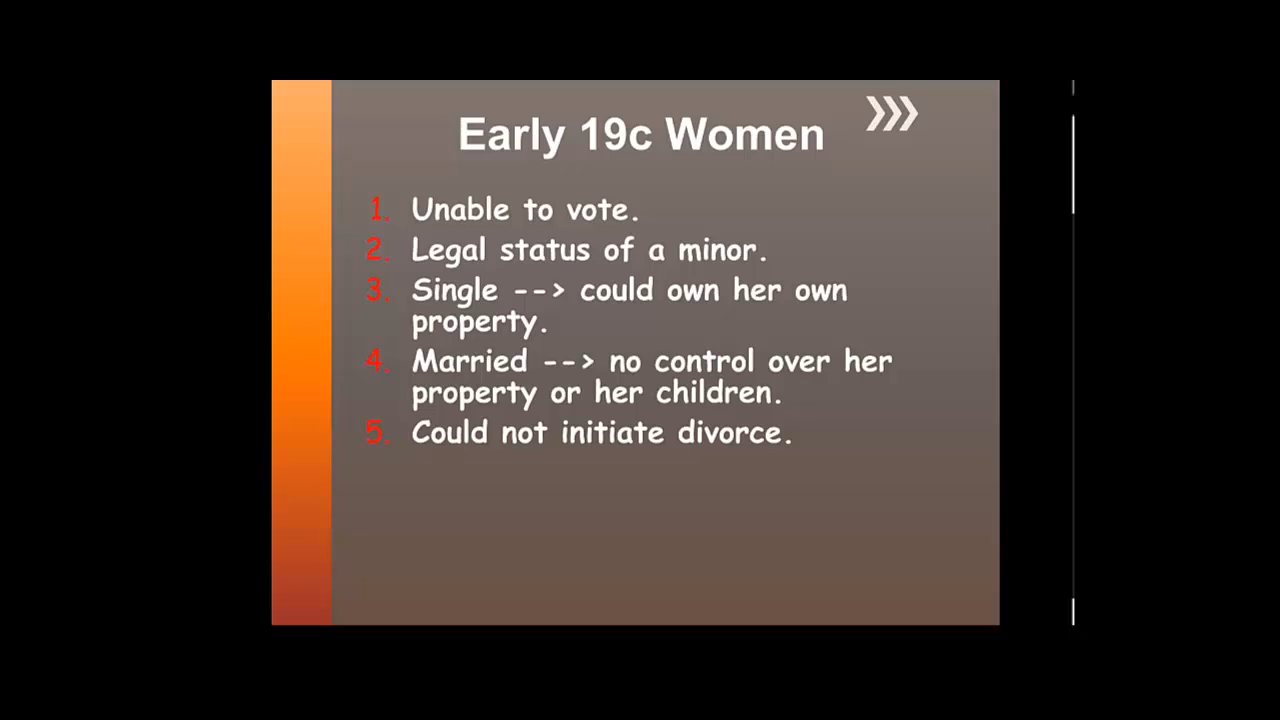 Early 19c Women
1. Unable to vote.
2. Legal status of a minor.
3. Single --> could own her own
property.
4. Married --> no control over her
property or her children.
5. Could not initiate divorce.